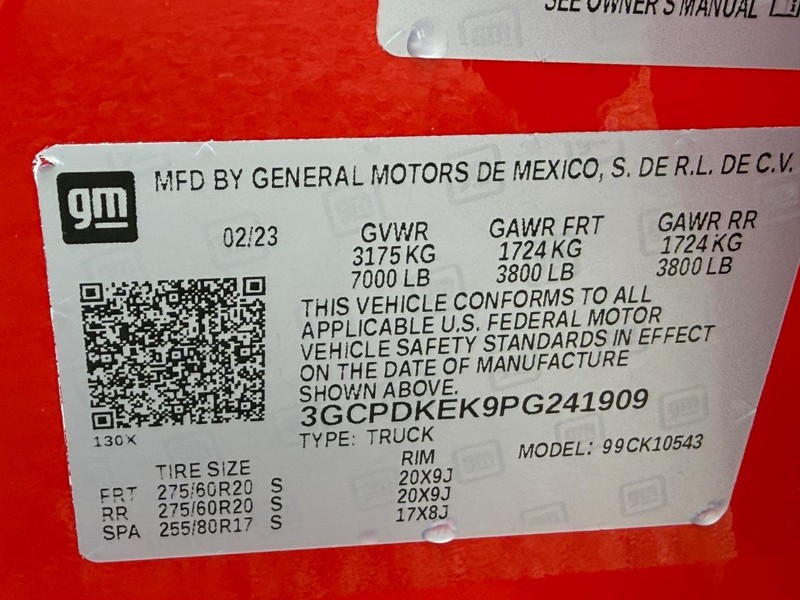 SEE OWNER'S MANUAL
gm
MFD BY GENERAL MOTORS DE MEXICO, S. DE R.L. DE C.V.
02/23 GVWR GAWR FRT GAWR RR
3175 KG 1724 KG 1724 KG
7000 LB 3800 LB 3800 LB
THIS VEHICLE CONFORMS TO ALL
APPLICABLE U.S. FEDERAL MOTOR
VEHICLE SAFETY STANDARDS IN EFFECT
ON THE DATE OF MANUFACTURE
SHOWN ABOVE.
3GCPDKEK9PG241909
130X
TYPE: TRUCK MODEL: 99CK10543
TIRE SIZE RIM
FRT 275/60R20 S 20X9J
RR 275/60R20 S 20X9J
SPA 255/80R17 S 17X8J